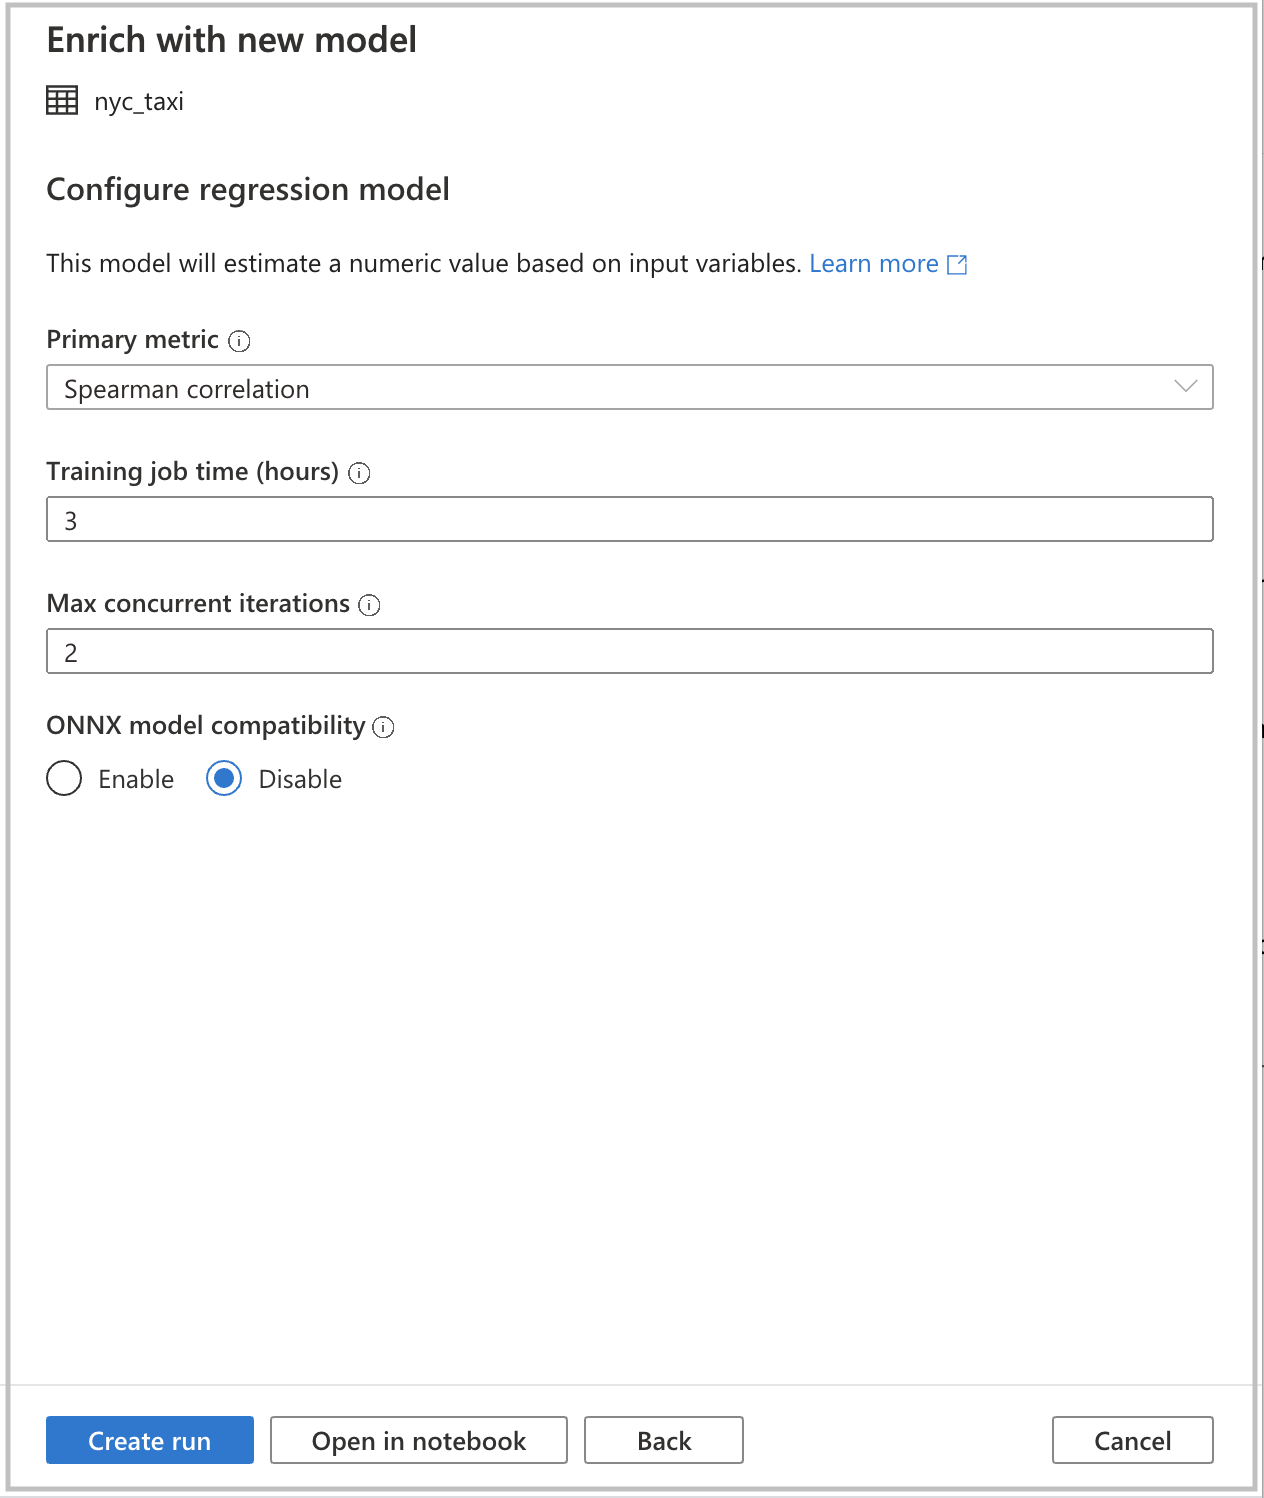 Enrich with new model
nyc_taxi
Configure regression model
This model will estimate a numeric value based on input variables. Learn more
Primary metric
Spearman correlation
Training job time (hours)
3
Max concurrent iterations
2
ONNX model compatibility
Enable Disable
Create run Open in notebook Back Cancel